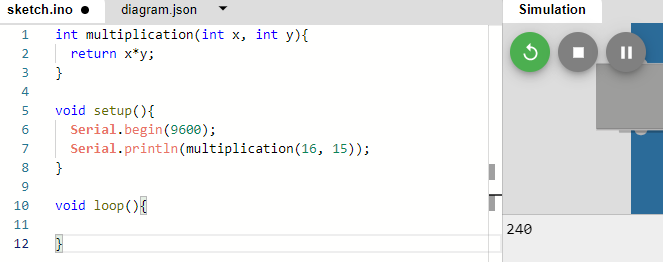 sketch.ino ● diagram.json ▼ Simulation
1 int multiplication(int x, int y){
2   return x*y;
3 }
4
5 void setup(){
6   Serial.begin(9600);
7   Serial.println(multiplication(16, 15));
8 }
9
10 void loop(){
11
12 }
240